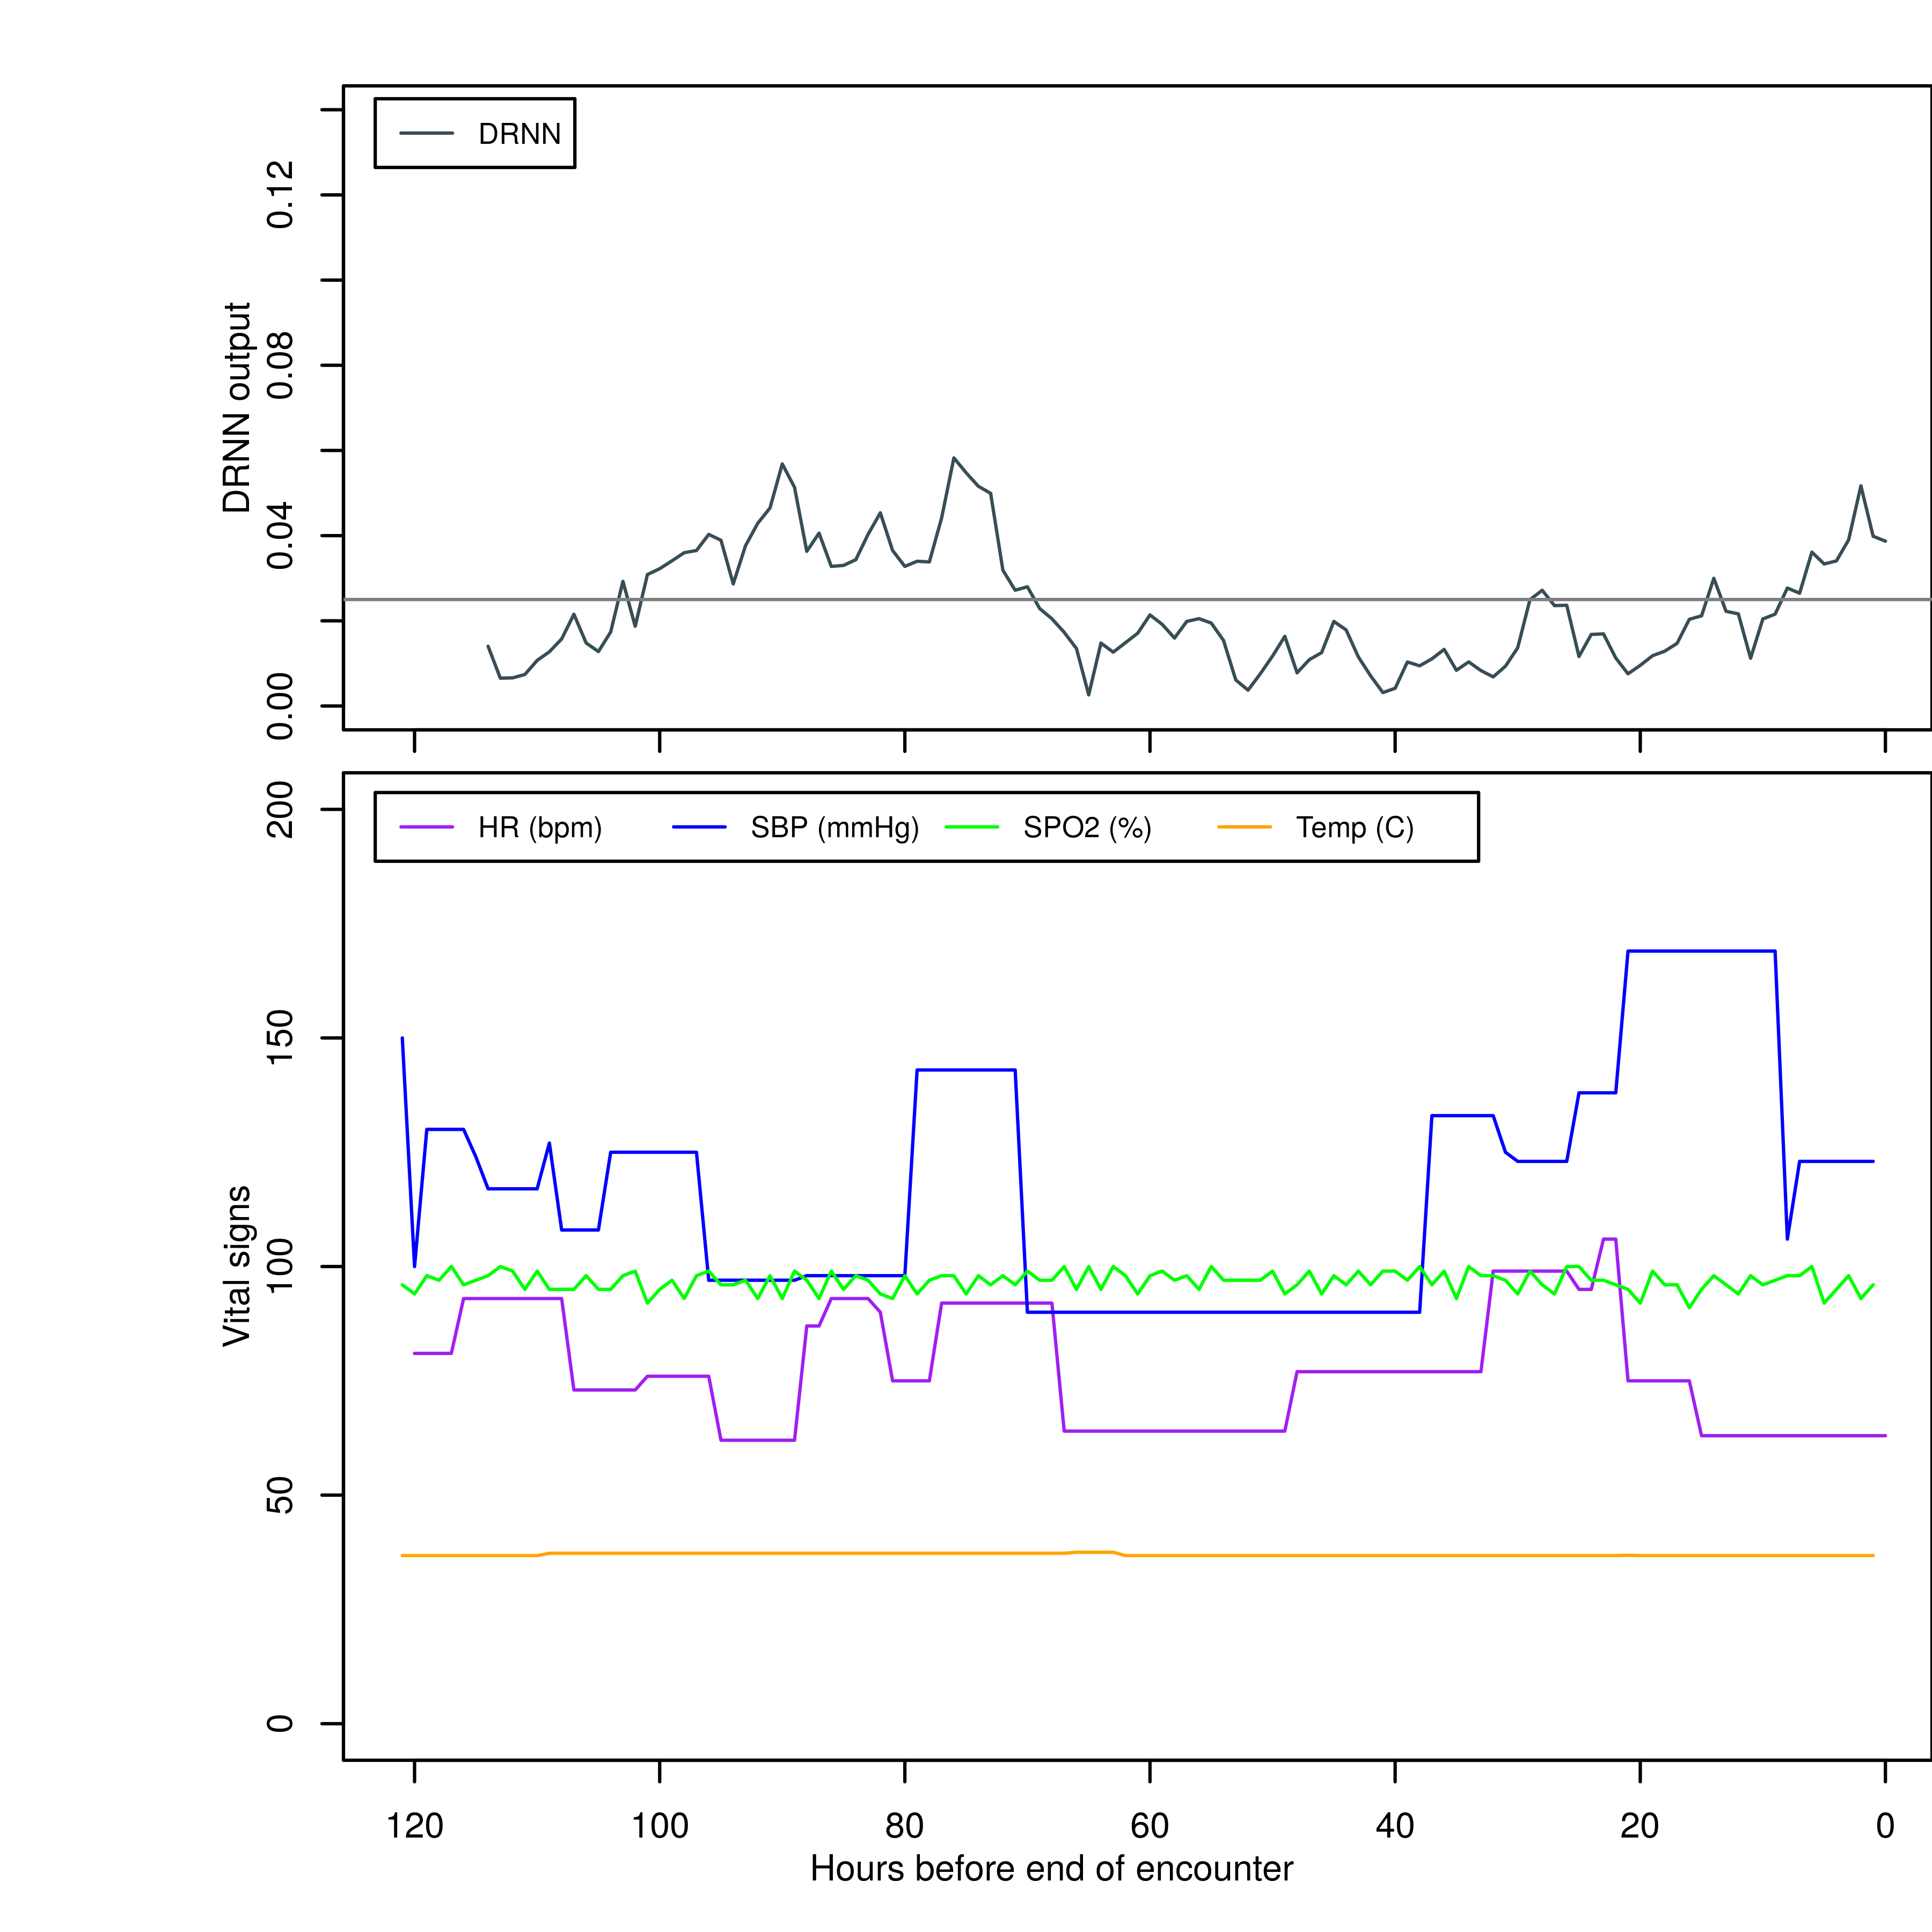 DRNN
DRNN output
0.00 0.04 0.08 0.12
HR (bpm) SBP (mmHg) SPO2 (%) Temp (C)
Vital signs
0 50 100 150 200
120 100 80 60 40 20 0
Hours before end of encounter